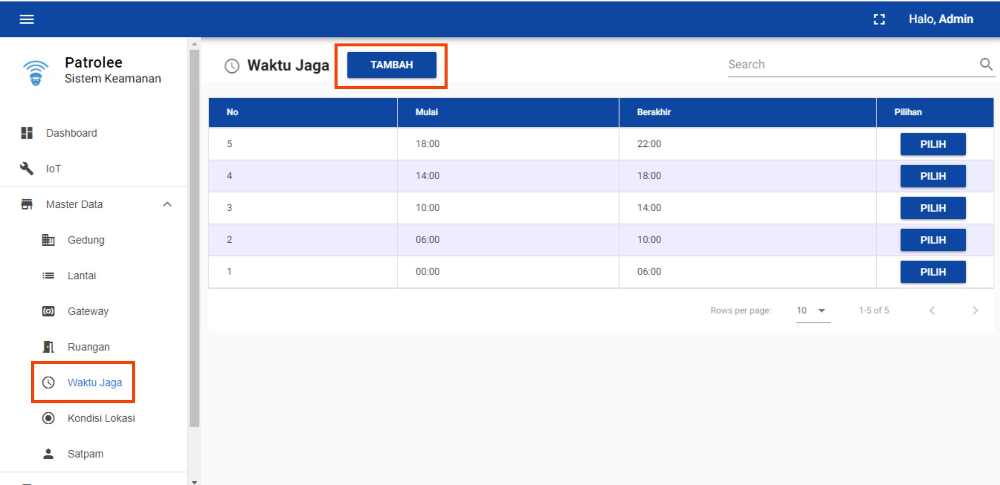 Halo, Admin
Patrolee
Sistem Keamanan
Dashboard
IoT
Master Data
Gedung
Lantai
Gateway
Ruangan
Waktu Jaga
Kondisi Lokasi
Satpam
Waktu Jaga TAMBAH Search
No Mulai Berakhir Pilihan
5 18:00 22:00 PILIH
4 14:00 18:00 PILIH
3 10:00 14:00 PILIH
2 06:00 10:00 PILIH
1 00:00 06:00 PILIH
Rows per page: 10 1-5 of 5